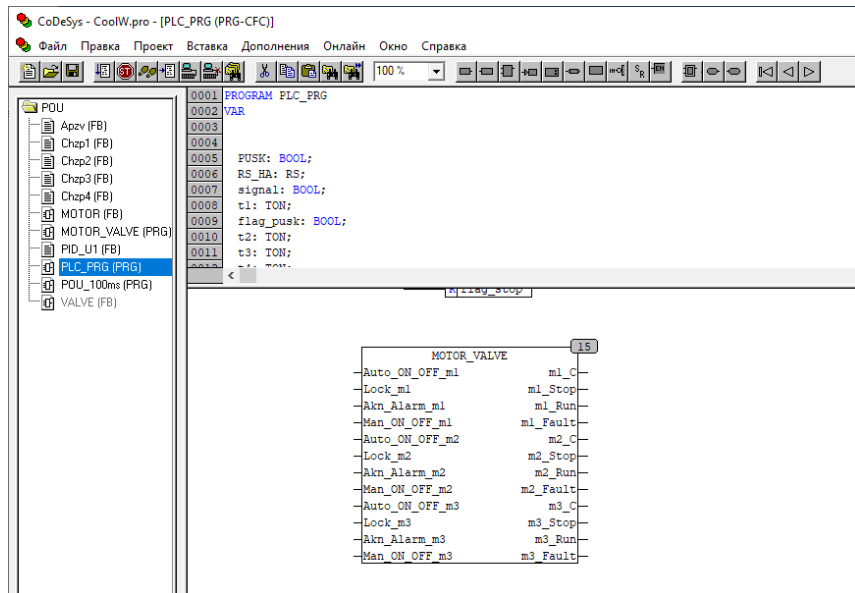 CoDeSys - CoolW.pro - [PLC_PRG (PRG-CFC)]
Файл Правка Проект Вставка Дополнения Онлайн Окно Справка
100 %
POU
Apzv (FB)
Chzp1 (FB)
Chzp2 (FB)
Chzp3 (FB)
Chzp4 (FB)
MOTOR (FB)
MOTOR_VALVE (PRG)
PID_U1 (FB)
PLC_PRG (PRG)
POU_100ms (PRG)
VALVE (FB)
0001 PROGRAM PLC_PRG
0002 VAR
0003
0004
0005 PUSK: BOOL;
0006 RS_HA: RS;
0007 signal: BOOL;
0008 t1: TON;
0009 flag_pusk: BOOL;
0010 t2: TON;
0011 t3: TON;
0012 t4: TON;
R flag_stop
15
MOTOR_VALVE
Auto_ON_OFF_m1 m1_C
Lock_m1 m1_Stop
Akn_Alarm_m1 m1_Run
Man_ON_OFF_m1 m1_Fault
Auto_ON_OFF_m2 m2_C
Lock_m2 m2_Stop
Akn_Alarm_m2 m2_Run
Man_ON_OFF_m2 m2_Fault
Auto_ON_OFF_m3 m3_C
Lock_m3 m3_Stop
Akn_Alarm_m3 m3_Run
Man_ON_OFF_m3 m3_Fault